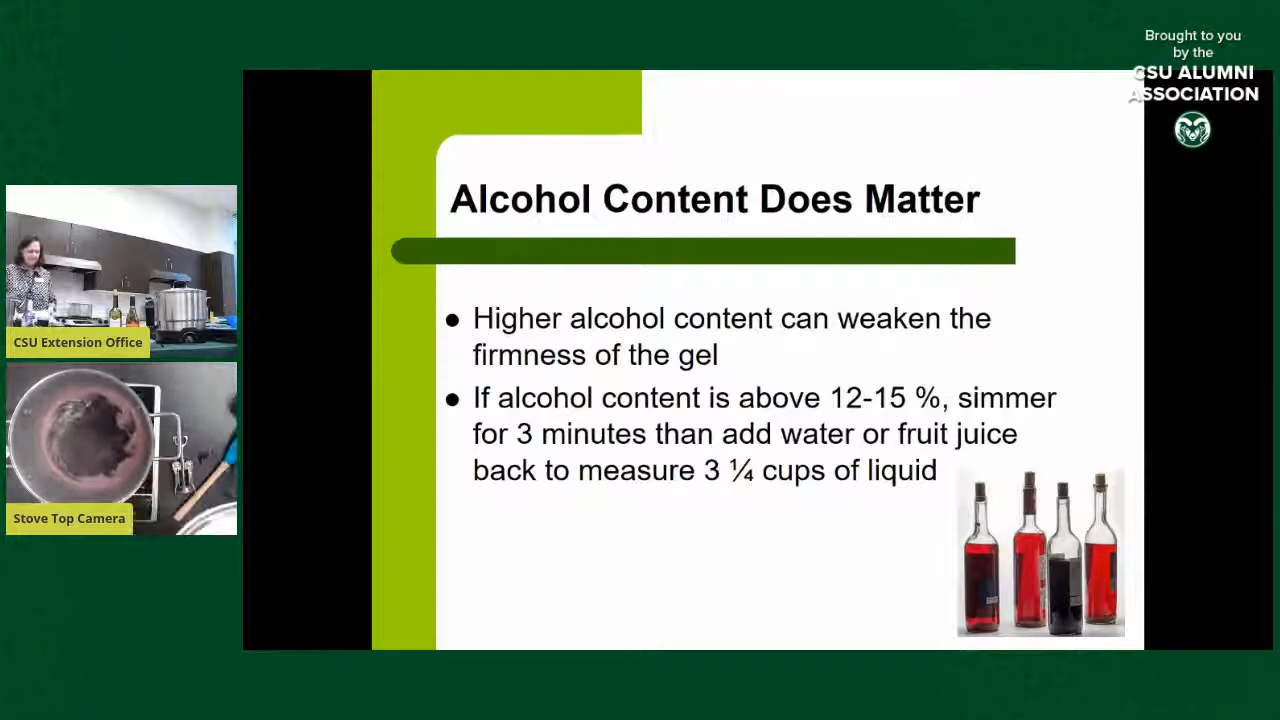 Brought to you
by the
CSU ALUMNI
ASSOCIATION
Alcohol Content Does Matter
● Higher alcohol content can weaken the
firmness of the gel
● If alcohol content is above 12-15 %, simmer
for 3 minutes than add water or fruit juice
back to measure 3 ¼ cups of liquid
CSU Extension Office
Stove Top Camera